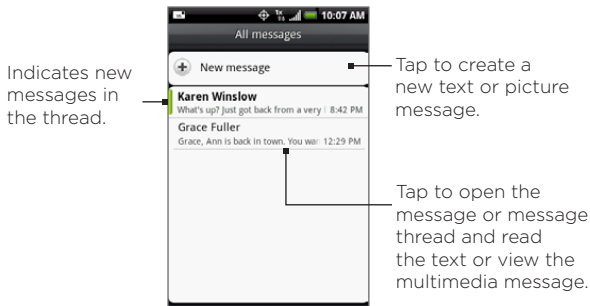 10:07 AM
All messages
New message
Karen Winslow
What's up? Just got back from a very 8:42 PM
Grace Fuller
Grace, Ann is back in town. You wan 12:29 PM
Indicates new
messages in
the thread.
Tap to create a
new text or picture
message.
Tap to open the
message or message
thread and read
the text or view the
multimedia message.